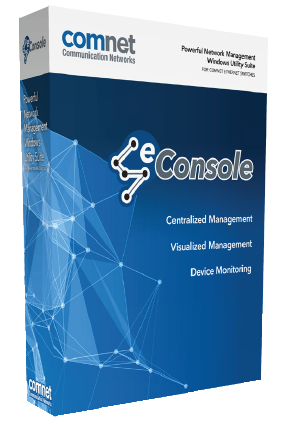 eConsole
Powerful
Network
Management
Windows
Utility Suite
comnet
comnet
Communication Networks
Powerful Network Management
Windows Utility Suite
FOR COMNET ETHERNET SWITCHES
eConsole
Centralized Management
Visualized Management
Device Monitoring